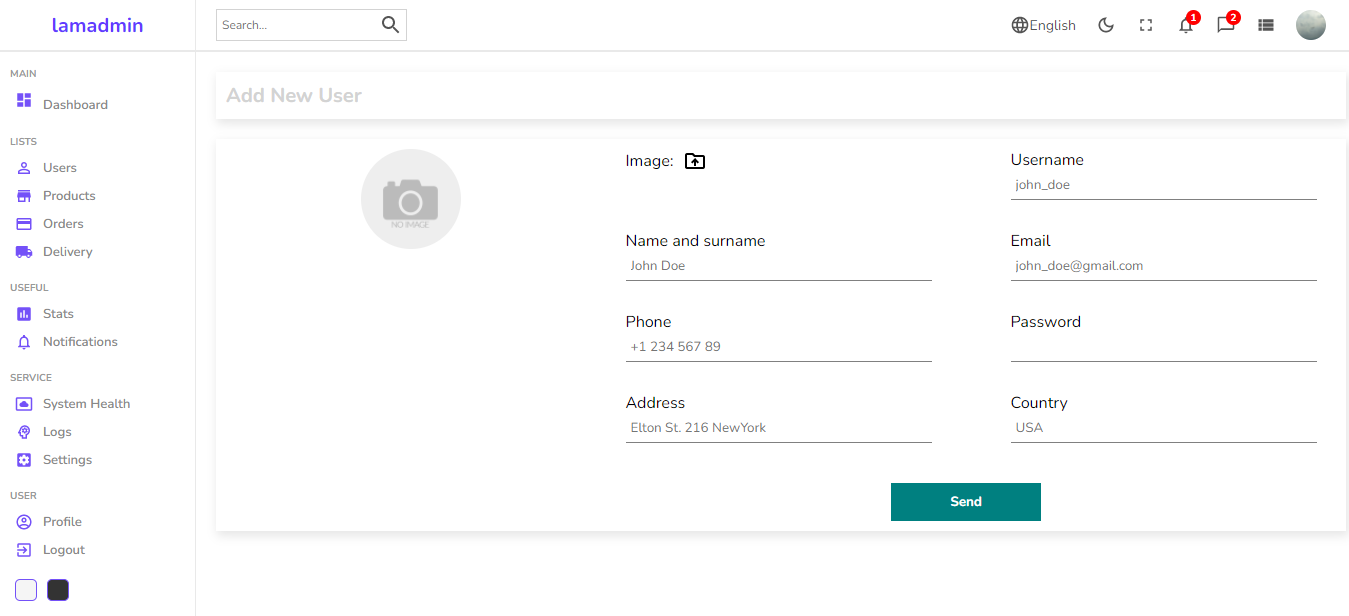 lamadmin
Search...
English
1
2
MAIN
Dashboard
LISTS
Users
Products
Orders
Delivery
USEFUL
Stats
Notifications
SERVICE
System Health
Logs
Settings
USER
Profile
Logout
Add New User
NO IMAGE
Image:
Username
john_doe
Name and surname
John Doe
Email
john_doe@gmail.com
Phone
+1 234 567 89
Password
Address
Elton St. 216 NewYork
Country
USA
Send